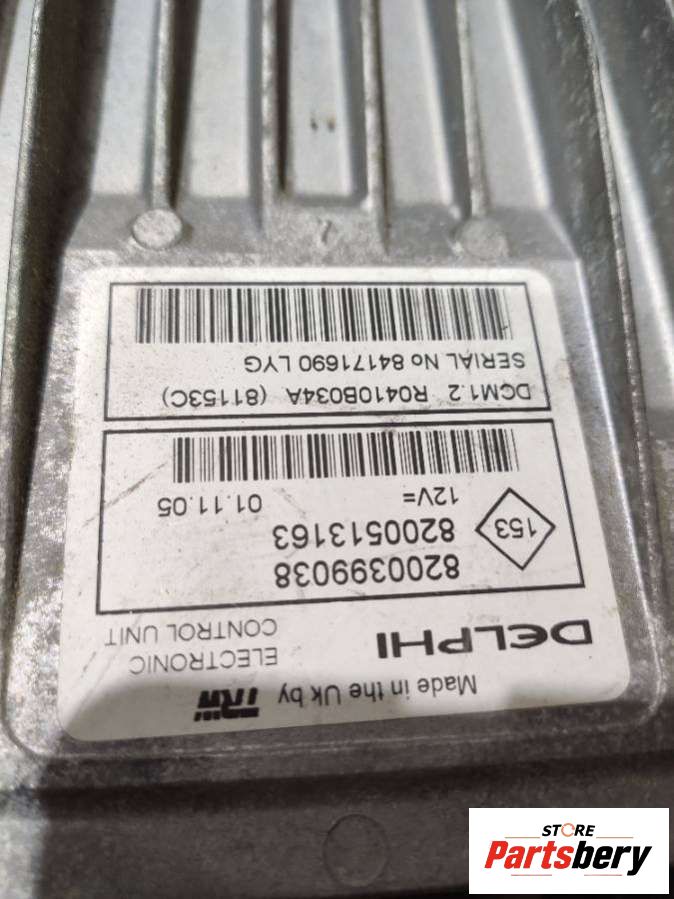 Made in the Uk by TRW
DELPHI
ELECTRONIC
CONTROL UNIT
8200399038
8200513163
153
12V=
01.11.05
DCM1.2 R0410B034A (81153C)
SERIAL No 84171690 LYG
STORE
Partsbery